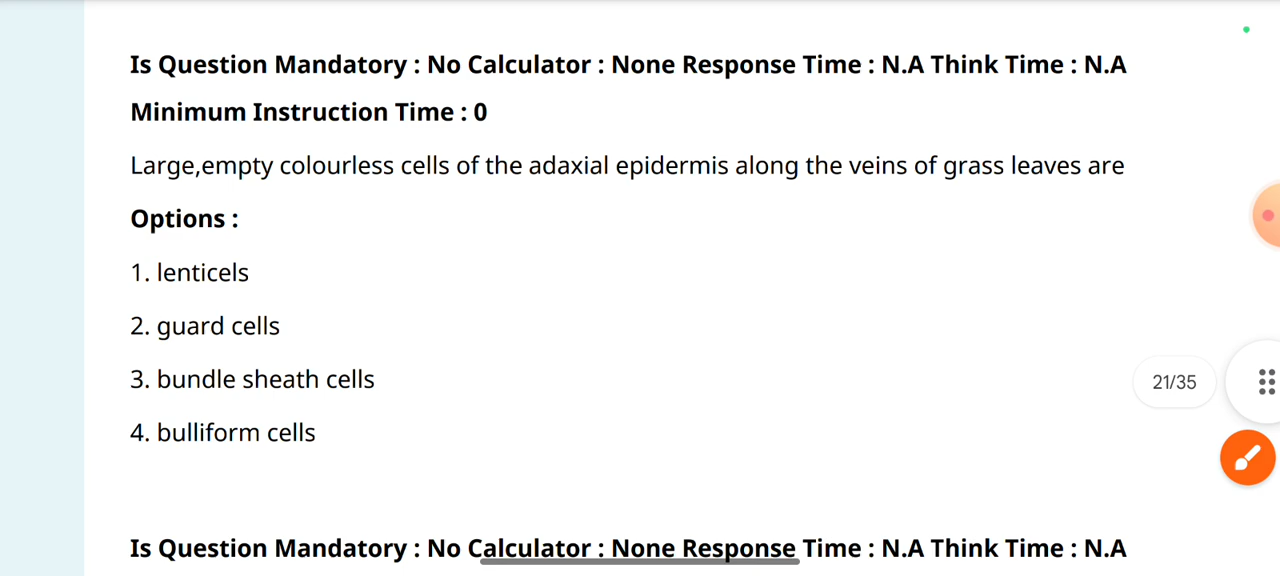 Is Question Mandatory : No Calculator : None Response Time : N.A Think Time : N.A
Minimum Instruction Time : 0
Large,empty colourless cells of the adaxial epidermis along the veins of grass leaves are
Options :
1. lenticels
2. guard cells
3. bundle sheath cells
21/35
4. bulliform cells
Is Question Mandatory : No Calculator : None Response Time : N.A Think Time : N.A